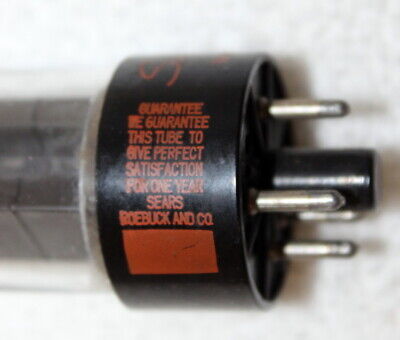 S
GUARANTEE
WE GUARANTEE
THIS TUBE TO
GIVE PERFECT
SATISFACTION
FOR ONE YEAR
SEARS
ROEBUCK AND CO.